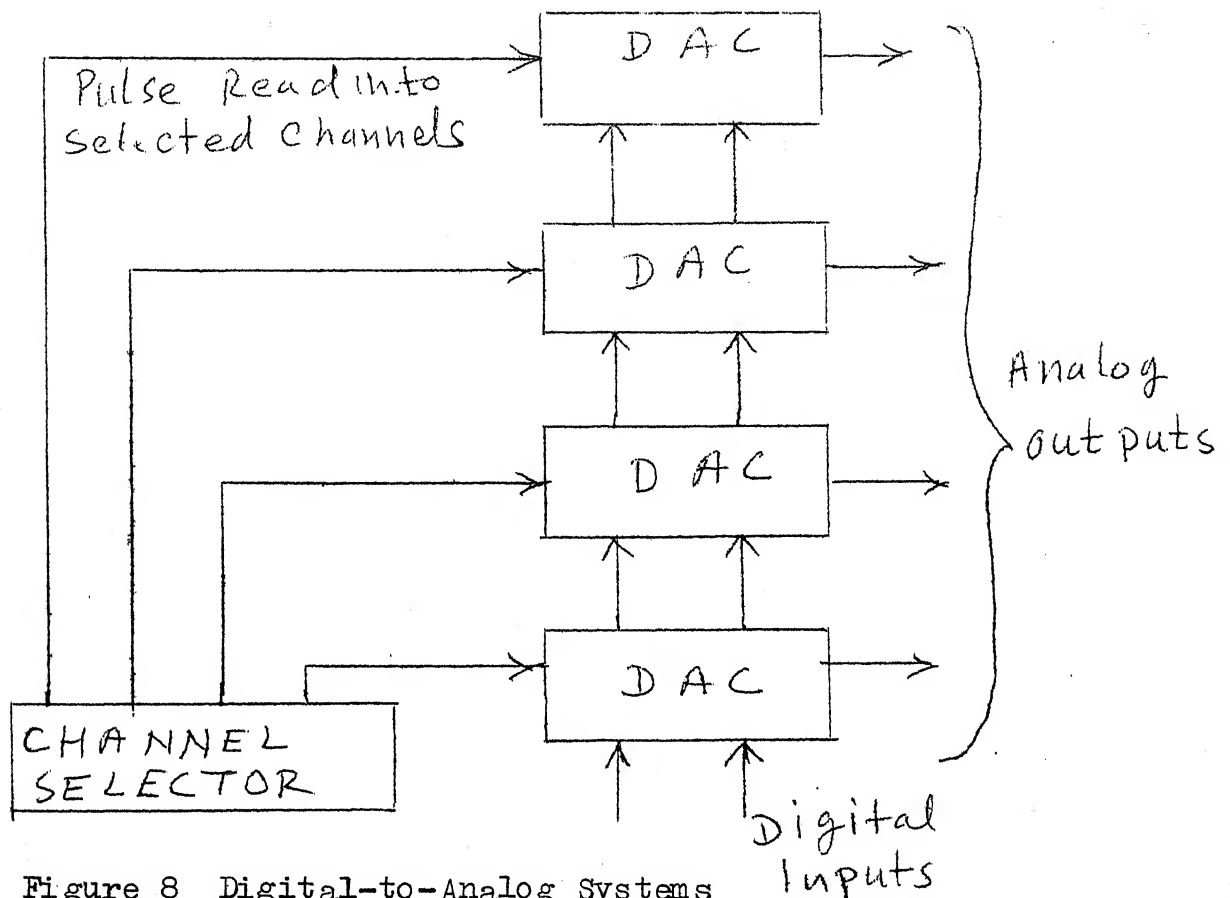 DAC
Pulse Read into
Selected Channels
DAC
Analog
outputs
DAC
DAC
CHANNEL
SELECTOR
Digital
Inputs
Figure 8 Digital-to-Analog Systems